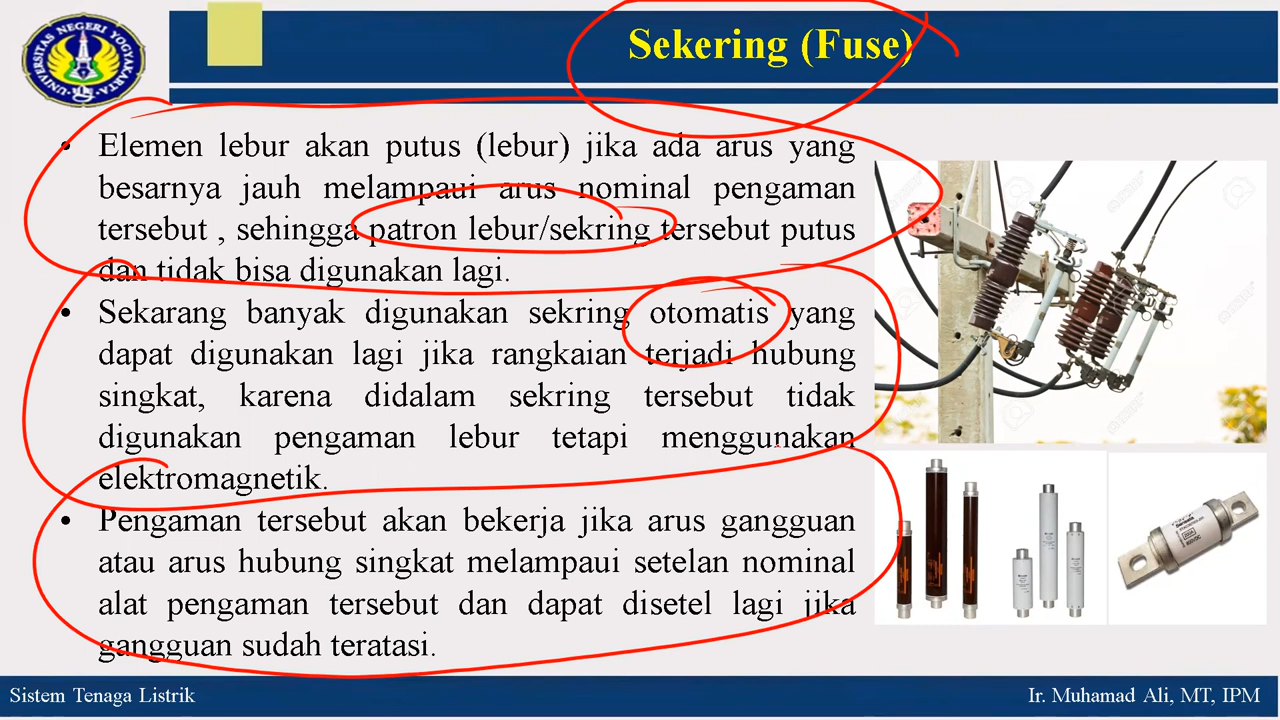 Sekering (Fuse)
UNIVERSITAS NEGERI YOGYAKARTA
• Elemen lebur akan putus (lebur) jika ada arus yang
besarnya jauh melampaui arus nominal pengaman
tersebut , sehingga patron lebur/sekring tersebut putus
dan tidak bisa digunakan lagi.
• Sekarang banyak digunakan sekring otomatis yang
dapat digunakan lagi jika rangkaian terjadi hubung
singkat, karena didalam sekring tersebut tidak
digunakan pengaman lebur tetapi menggunakan
elektromagnetik.
• Pengaman tersebut akan bekerja jika arus gangguan
atau arus hubung singkat melampaui setelan nominal
alat pengaman tersebut dan dapat disetel lagi jika
gangguan sudah teratasi.
Sistem Tenaga Listrik
Ir. Muhamad Ali, MT, IPM